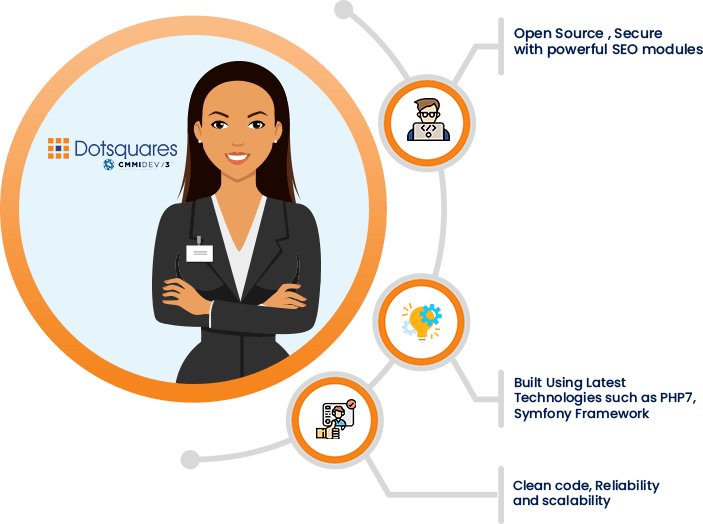 Open Source , Secure
with powerful SEO modules
Dotsquares
CMMIDEV/3
Built Using Latest
Technologies such as PHP7,
Symfony Framework
Clean code, Reliability
and scalability